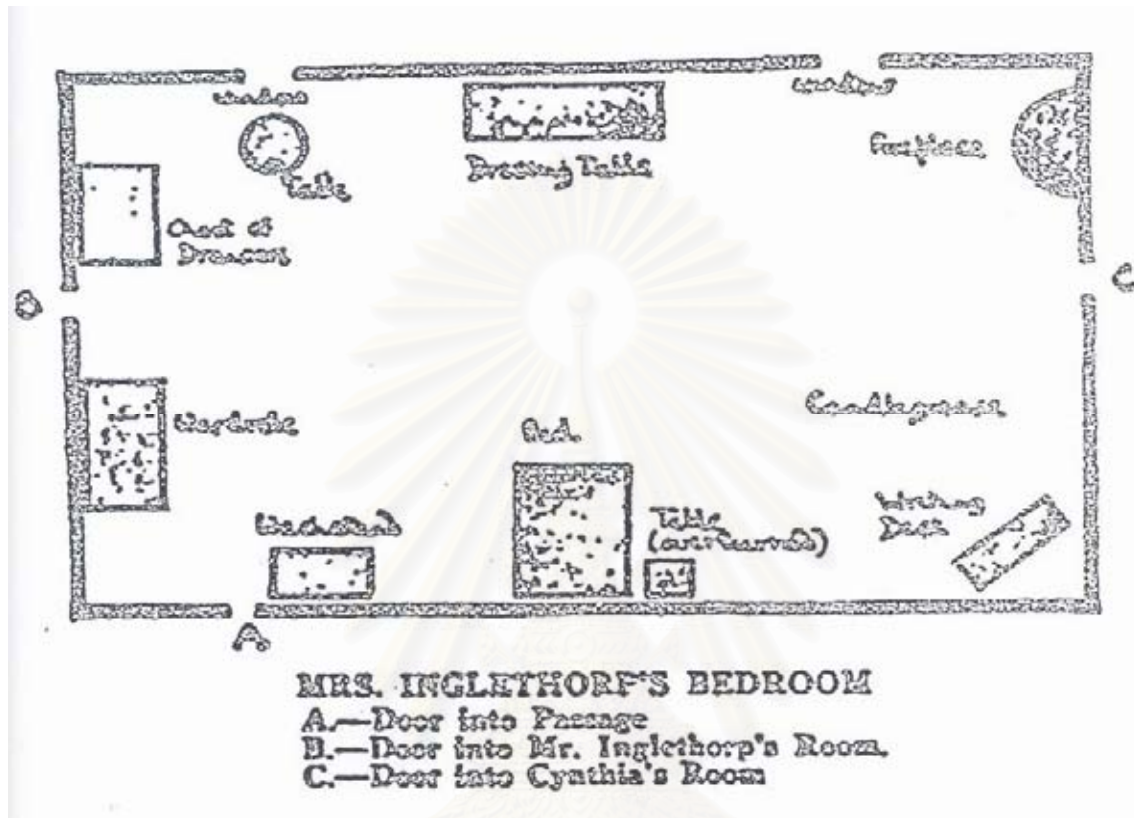 window
window
Table
Dressing Table
Fireplace
Chest of
Drawers
B
C
Wardrobe
Candlegrease
Bed.
Washstand
Table
(overturned)
Writing
Desk
A
MRS. INGLETHORP'S BEDROOM
A.—Door into Passage
B.—Door into Mr. Inglethorp's Room.
C.—Door into Cynthia's Room